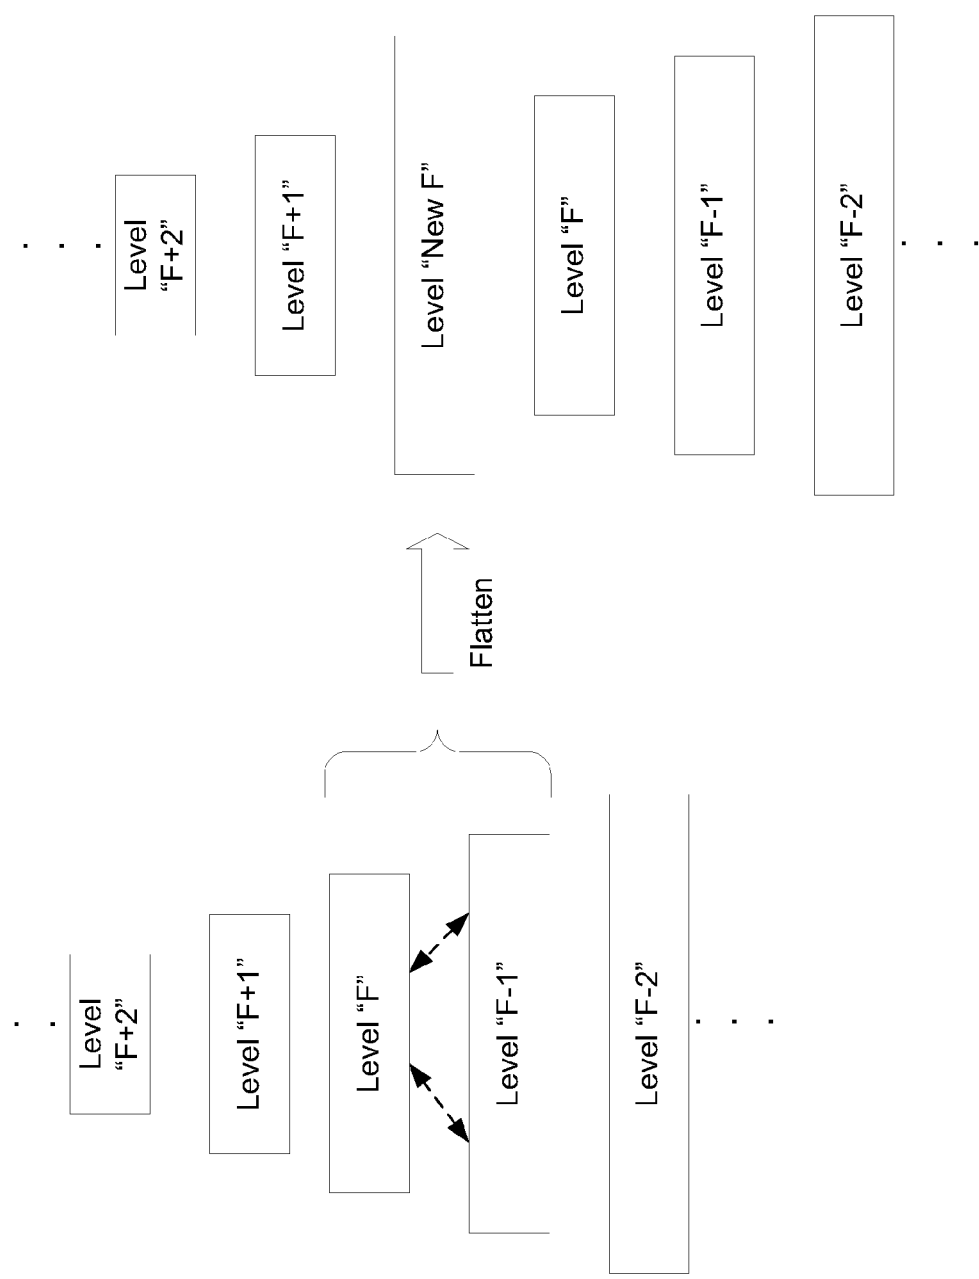 Level
“F+2”
Level “F+1”
Level “F”
Level “F-1”
Level “F-2”
Flatten
Level
“F+2”
Level “F+1”
Level “New F”
Level “F”
Level “F-1”
Level “F-2”